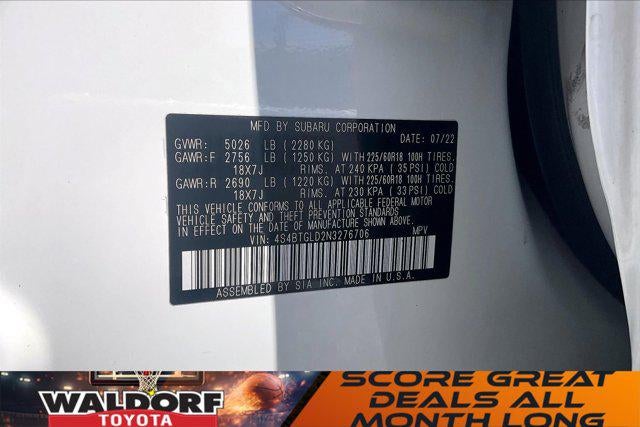 MFD BY SUBARU CORPORATION
DATE: 07/22
GVWR: 5026 LB (2280 KG)
GAWR:F 2756 LB (1250 KG) WITH 225/60R18 100H TIRES.
18X7J RIMS. AT 240 KPA (35 PSI) COLD
GAWR:R 2690 LB (1220 KG) WITH 225/60R18 100H TIRES.
18X7J RIMS. AT 230 KPA (33 PSI) COLD
THIS VEHICLE CONFORMS TO ALL APPLICABLE FEDERAL MOTOR
VEHICLE SAFETY AND THEFT PREVENTION STANDARDS
IN EFFECT ON THE DATE OF MANUFACTURE SHOWN ABOVE.
VIN: 4S4BTGLD2N3276706 MPV
ASSEMBLED BY SIA INC. MADE IN U.S.A.
WALDORF
TOYOTA
SCORE GREAT
DEALS ALL
MONTH LONG